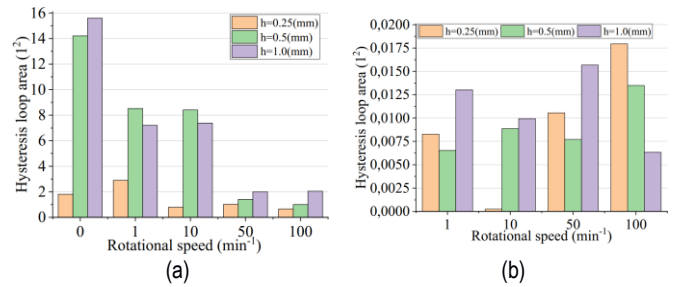 16
14
12
10
8
6
4
2
0
Hysteresis loop area (1²)
h=0.25(mm)
h=0.5(mm)
h=1.0(mm)
0 1 10 50 100
Rotational speed (min⁻¹)
(a)
0,0200
0,0175
0,0150
0,0125
0,0100
0,0075
0,0050
0,0025
0,0000
Hysteresis loop area (1²)
h=0.25(mm) h=0.5(mm) h=1.0(mm)
1 10 50 100
Rotational speed (min⁻¹)
(b)